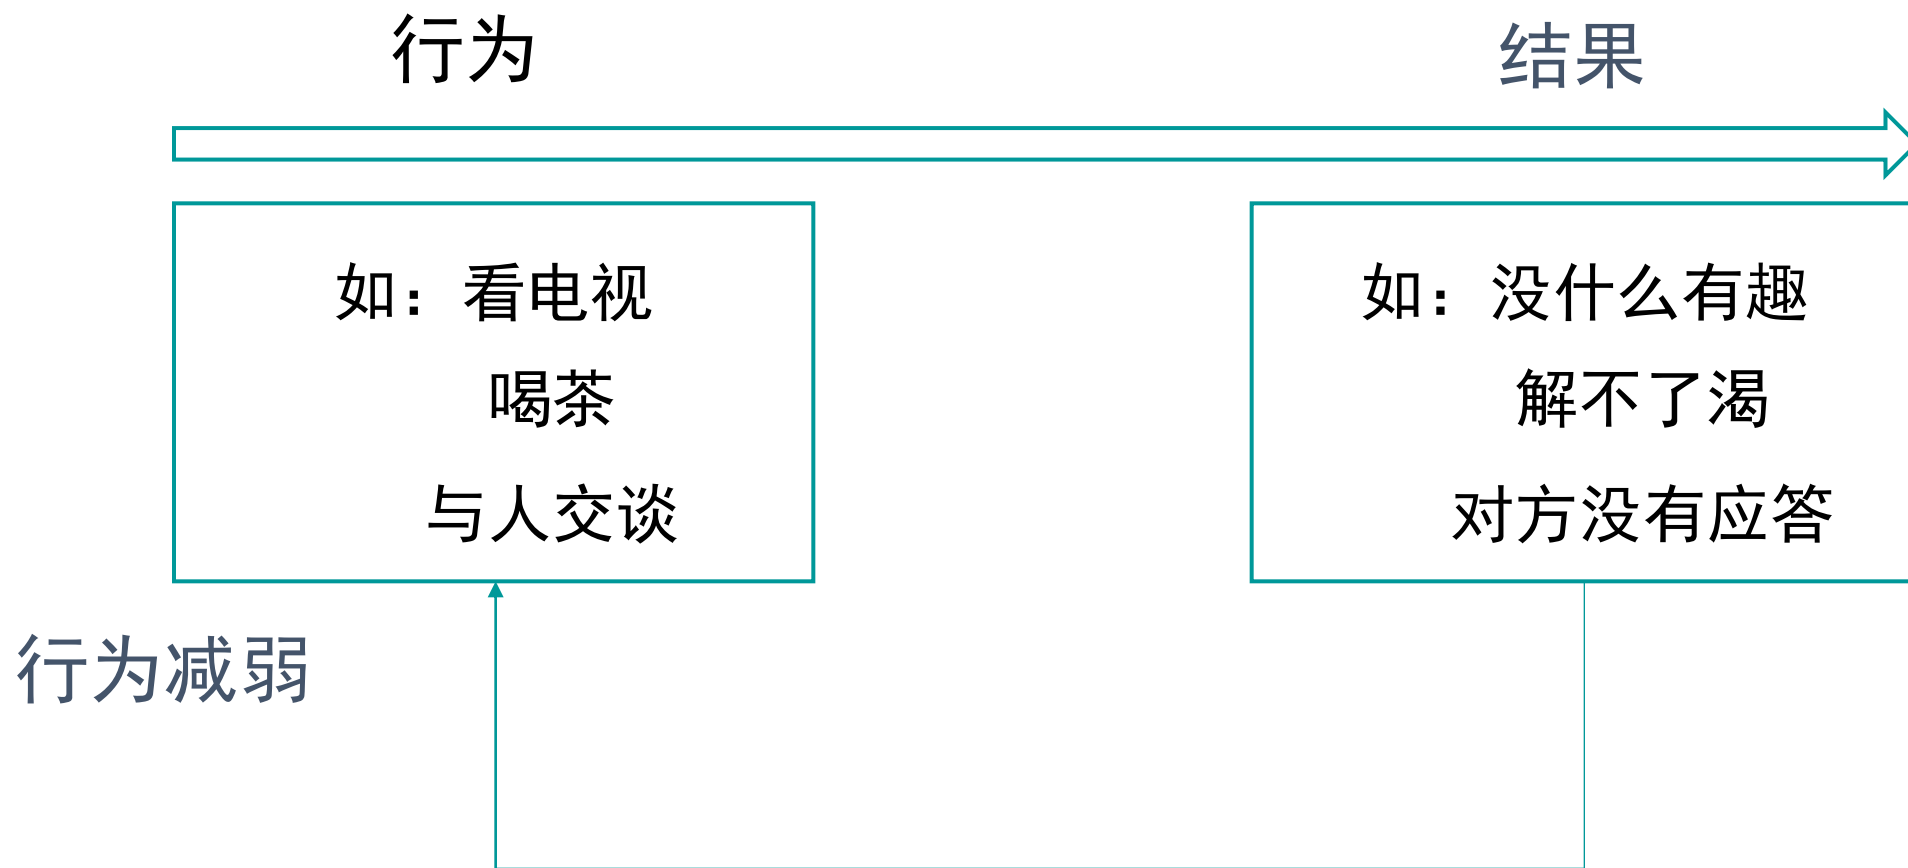 行为
结果
如：看电视
喝茶
与人交谈
如：没什么有趣
解不了渴
对方没有应答
行为减弱